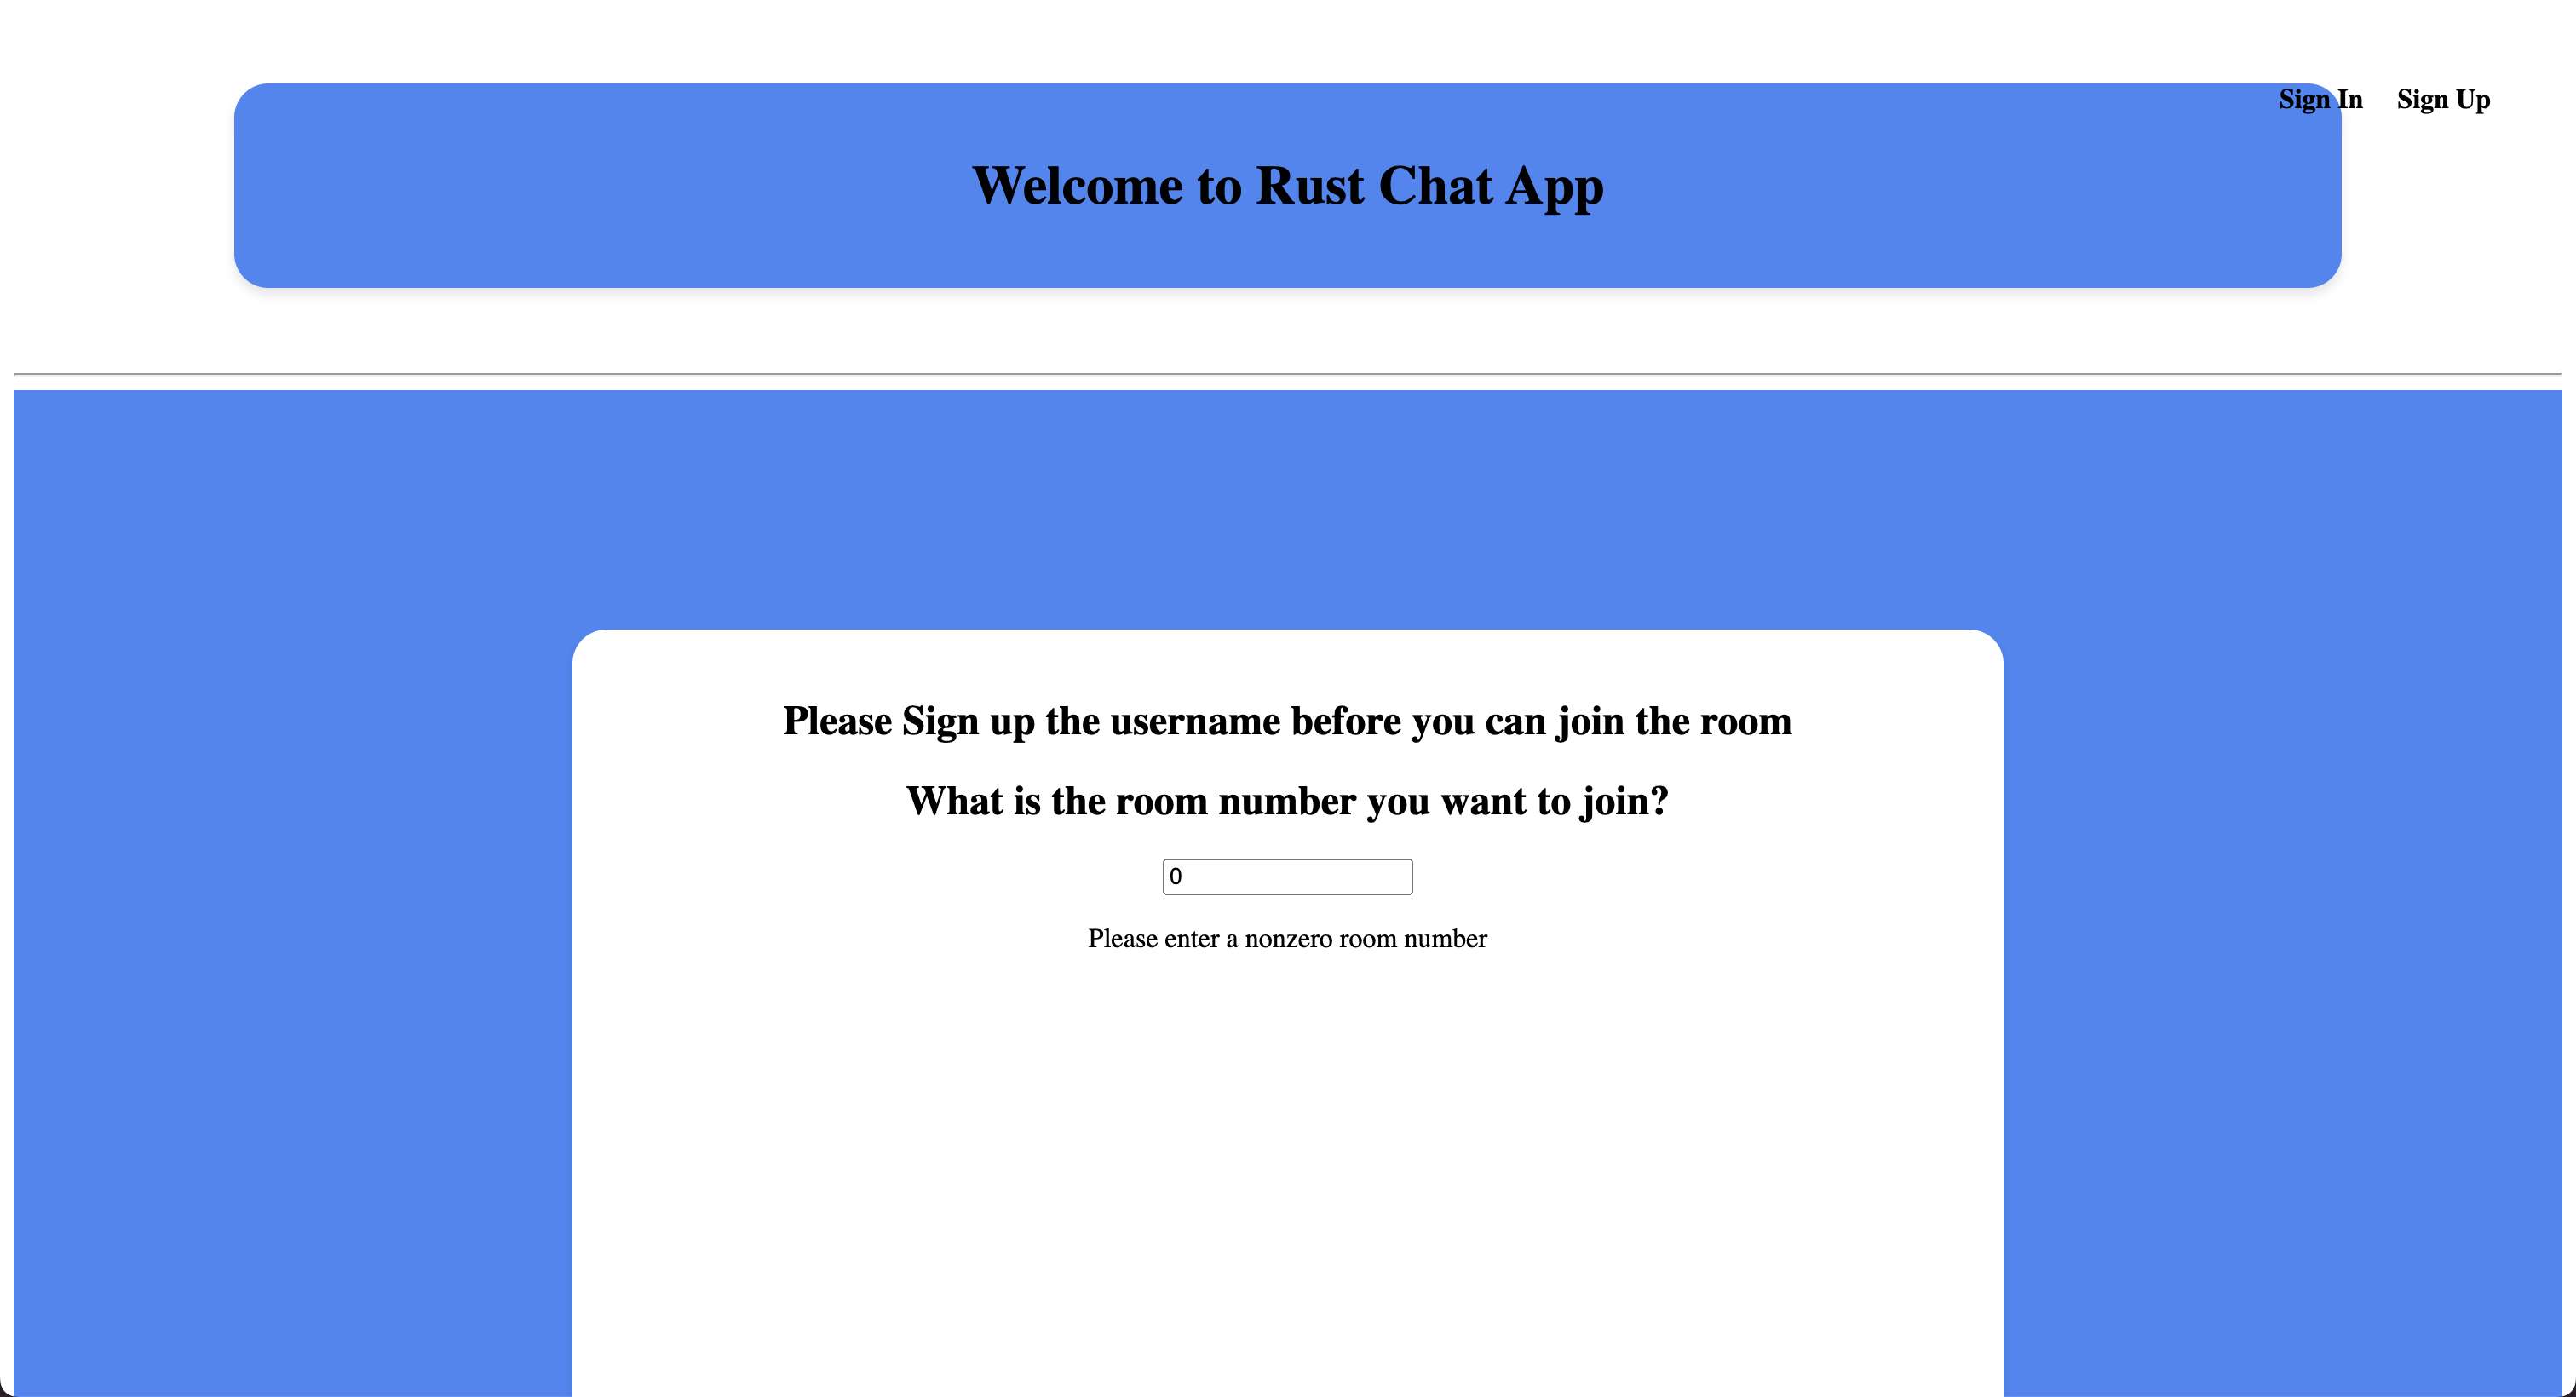 Sign In Sign Up
Welcome to Rust Chat App
Please Sign up the username before you can join the room
What is the room number you want to join?
0
Please enter a nonzero room number